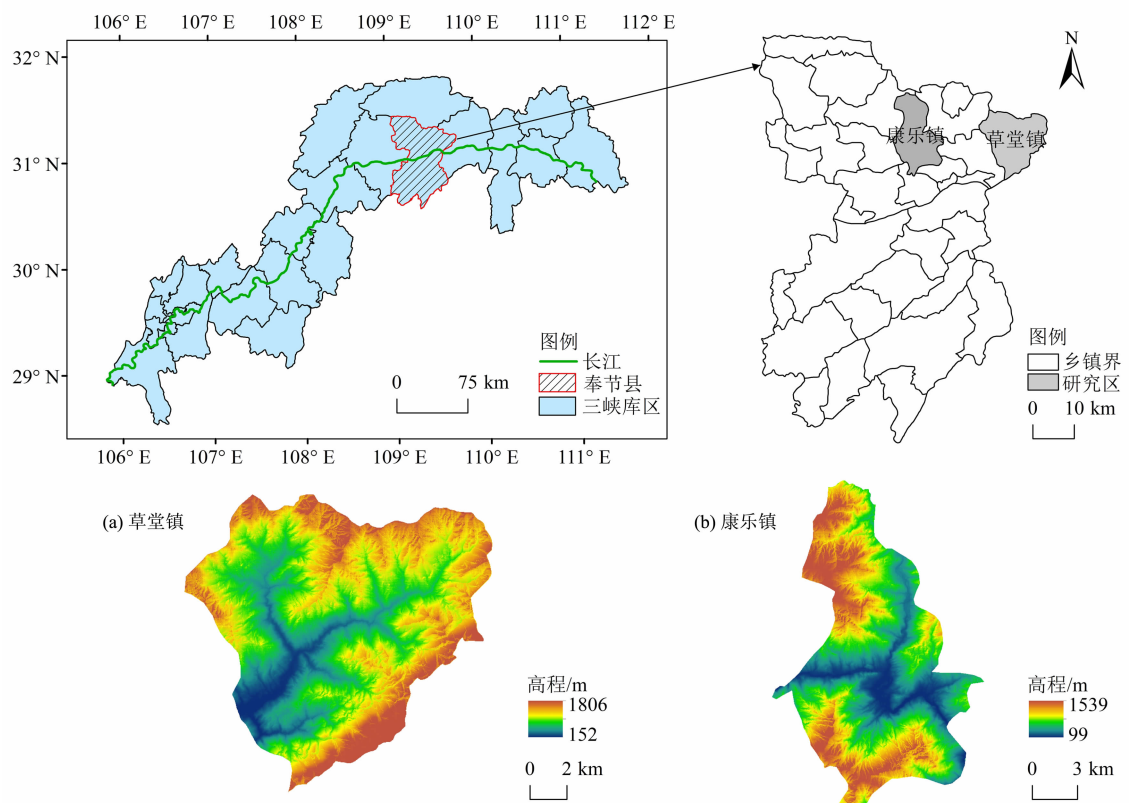 106° E 107° E 108° E 109° E 110° E 111° E 112° E
32° N
31° N
30° N
29° N
图例
长江
奉节县
三峡库区
0 75 km
106° E 107° E 108° E 109° E 110° E 111° E
N
康乐镇
草堂镇
图例
乡镇界
研究区
0 10 km
(a) 草堂镇
高程/m
1806
152
0 2 km
(b) 康乐镇
高程/m
1539
99
0 3 km